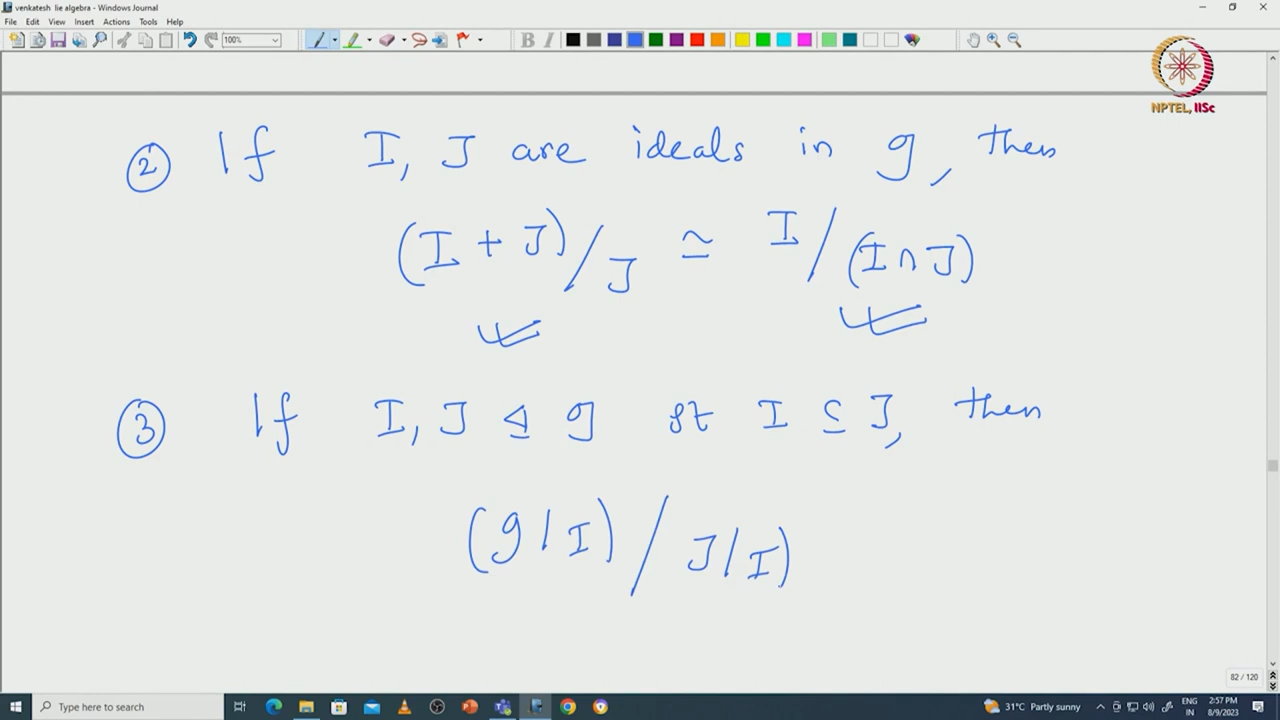 venkatesh lie algebra - Windows Journal
File Edit View Insert Actions Tools Help
100%
B I
NPTEL, IISc
② If I, J are ideals in g, then
(I + J)/J ≃ I/(I ∩ J)
③ If I, J ⊴ g st I ⊆ J, then
(g/I)/J/I)
82 / 120
Type here to search
31°C Partly sunny
ENG
IN
2:57 PM
8/9/2023